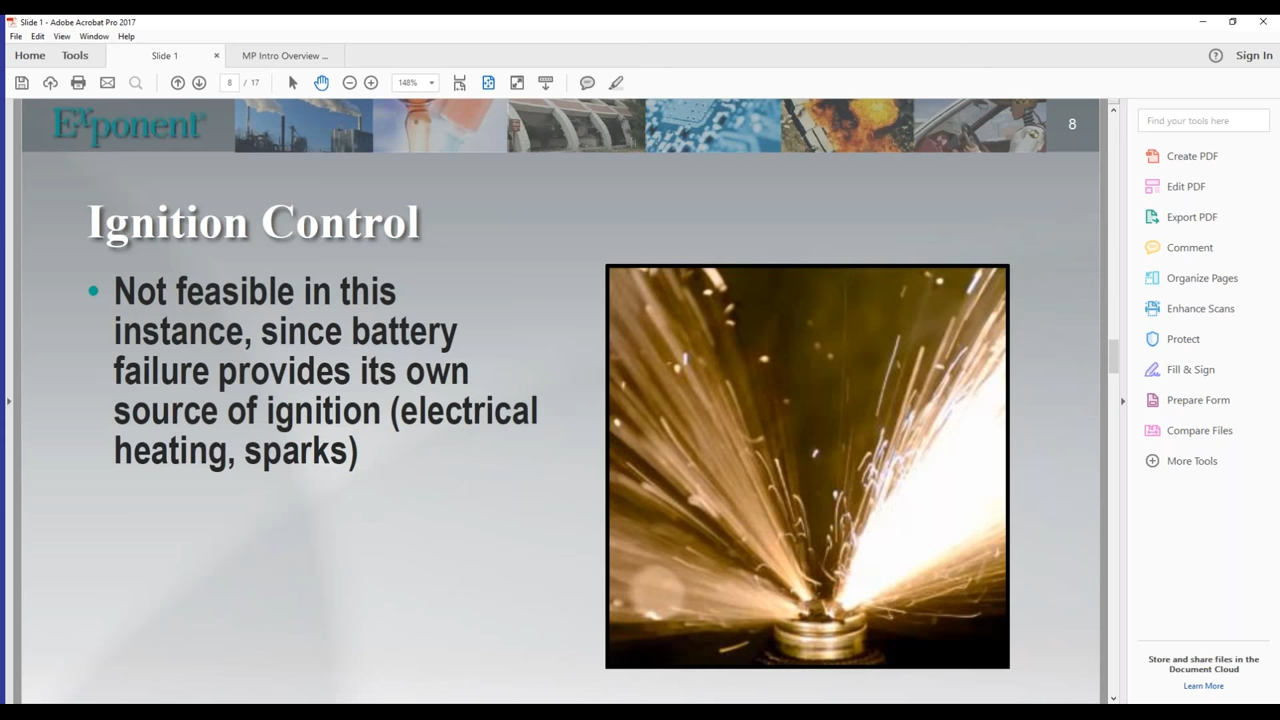 Slide 1 - Adobe Acrobat Pro 2017
File Edit View Window Help
Home Tools Slide 1 × MP Intro Overview ... ? Sign In
8 / 17 148%
Exponent® 8
Ignition Control
• Not feasible in this
instance, since battery
failure provides its own
source of ignition (electrical
heating, sparks)
Find your tools here
Create PDF
Edit PDF
Export PDF
Comment
Organize Pages
Enhance Scans
Protect
Fill & Sign
Prepare Form
Compare Files
More Tools
Store and share files in the
Document Cloud
Learn More